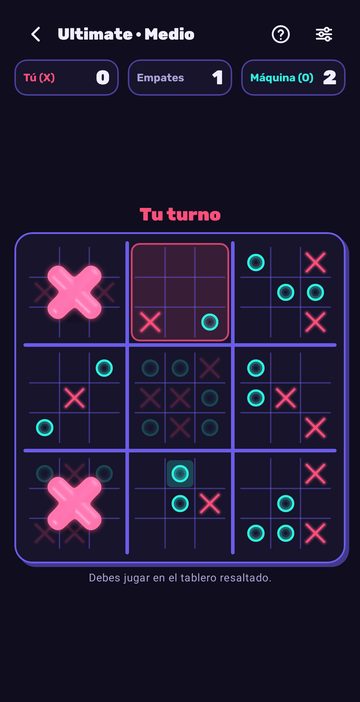 Ultimate • Medio
Tú (X) 0
Empates 1
Máquina (O) 2
Tu turno
Debes jugar en el tablero resaltado.